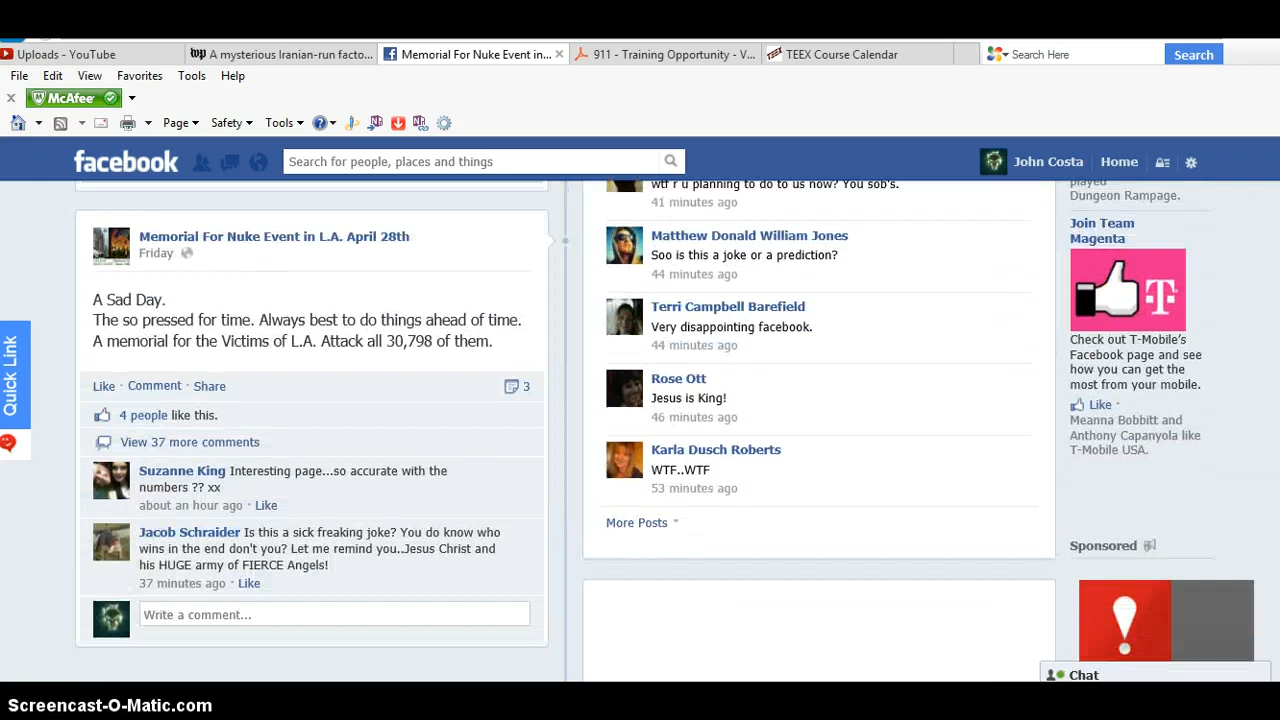 Uploads - YouTube
A mysterious Iranian-run facto...
Memorial For Nuke Event in...
911 - Training Opportunity - V...
TEEX Course Calendar
Search Here
Search
File Edit View Favorites Tools Help
x McAfee
Page Safety Tools
facebook
Search for people, places and things
John Costa Home
Memorial For Nuke Event in L.A. April 28th
Friday
A Sad Day.
The so pressed for time. Always best to do things ahead of time.
A memorial for the Victims of L.A. Attack all 30,798 of them.
Like · Comment · Share
3
4 people like this.
View 37 more comments
Suzanne King Interesting page...so accurate with the
numbers ?? xx
about an hour ago · Like
Jacob Schraider Is this a sick freaking joke? You do know who
wins in the end don't you? Let me remind you..Jesus Christ and
his HUGE army of FIERCE Angels!
37 minutes ago · Like
Write a comment...
Quick Link
wtf r u planning to do to us now? You sob's.
41 minutes ago
Matthew Donald William Jones
Soo is this a joke or a prediction?
44 minutes ago
Terri Campbell Barefield
Very disappointing facebook.
44 minutes ago
Rose Ott
Jesus is King!
46 minutes ago
Karla Dusch Roberts
WTF..WTF
53 minutes ago
More Posts
played
Dungeon Rampage.
Join Team
Magenta
Check out T-Mobile's
Facebook page and see
how you can get the
most from your mobile.
Like ·
Meanna Bobbitt and
Anthony Capanyola like
T-Mobile USA.
Sponsored
Chat
Screencast-O-Matic.com